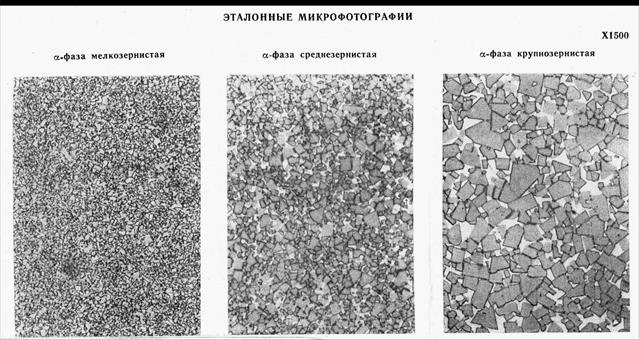 ЭТАЛОННЫЕ МИКРОФОТОГРАФИИ
X1500
α-фаза мелкозернистая
α-фаза среднезернистая
α-фаза крупнозернистая